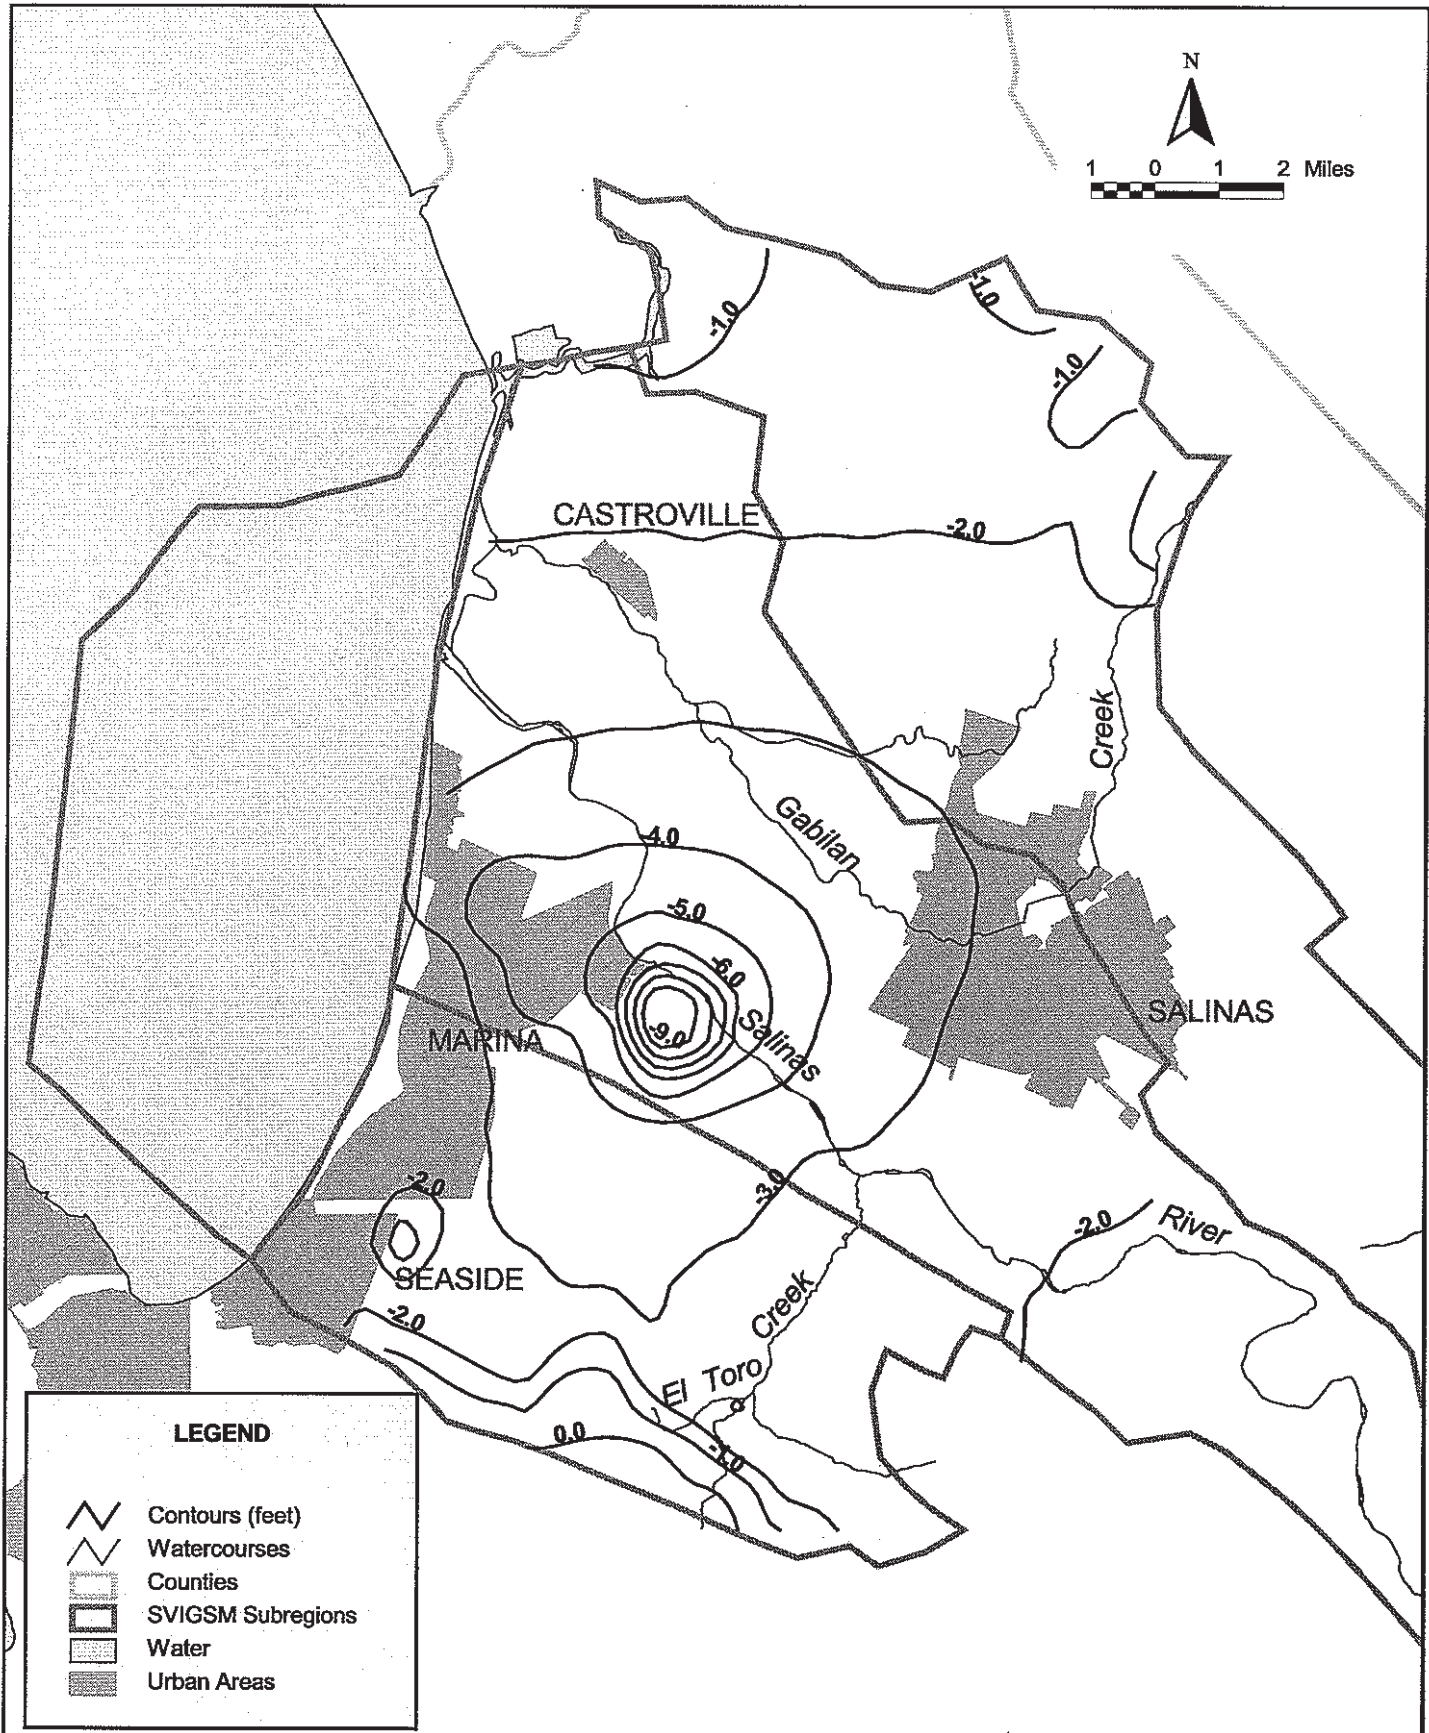 N
1 0 1 2 Miles
-1.0
-1.0
-1.0
CASTROVILLE
-2.0
Creek
Gabilan
-4.0
-5.0
-6.0
-9.0
Salinas
MARINA
SALINAS
-3.0
-2.0
-2.0
River
SEASIDE
-2.0
Creek
El Toro
0.0
-1.0
LEGEND
Contours (feet)
Watercourses
Counties
SVIGSM Subregions
Water
Urban Areas